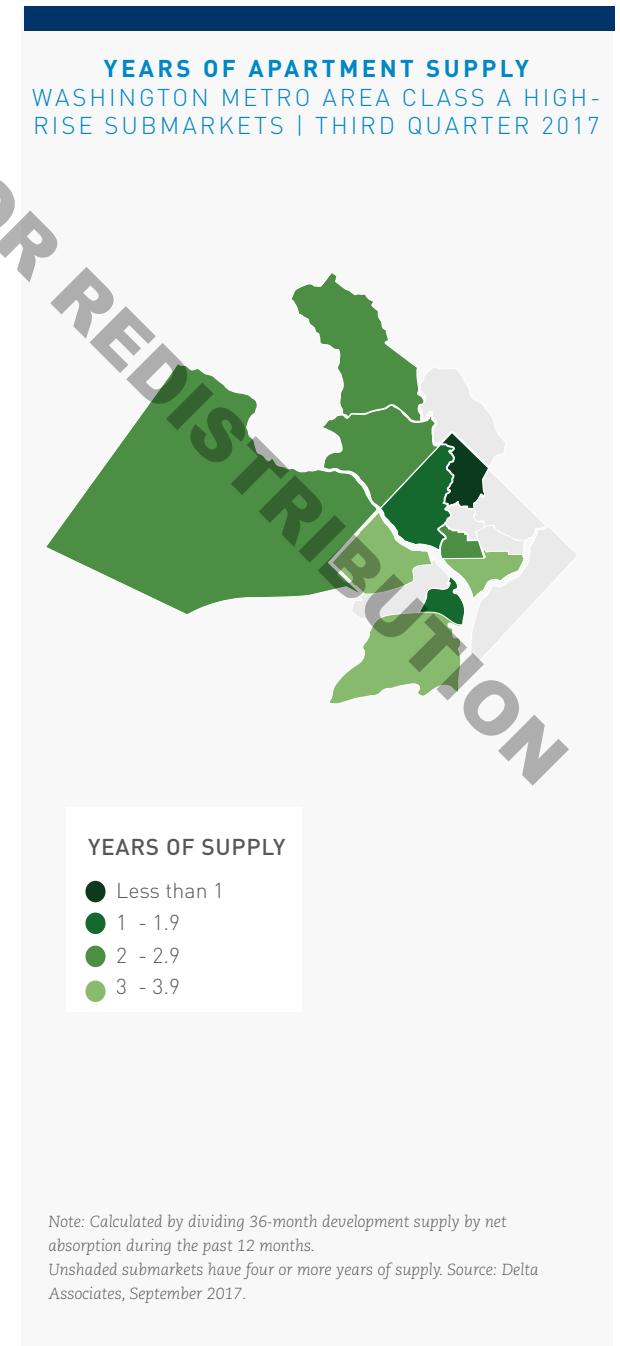 YEARS OF APARTMENT SUPPLY
WASHINGTON METRO AREA CLASS A HIGH-
RISE SUBMARKETS | THIRD QUARTER 2017
OR REDISTRIBUTION
YEARS OF SUPPLY
Less than 1
1 - 1.9
2 - 2.9
3 - 3.9
Note: Calculated by dividing 36-month development supply by net
absorption during the past 12 months.
Unshaded submarkets have four or more years of supply. Source: Delta
Associates, September 2017.